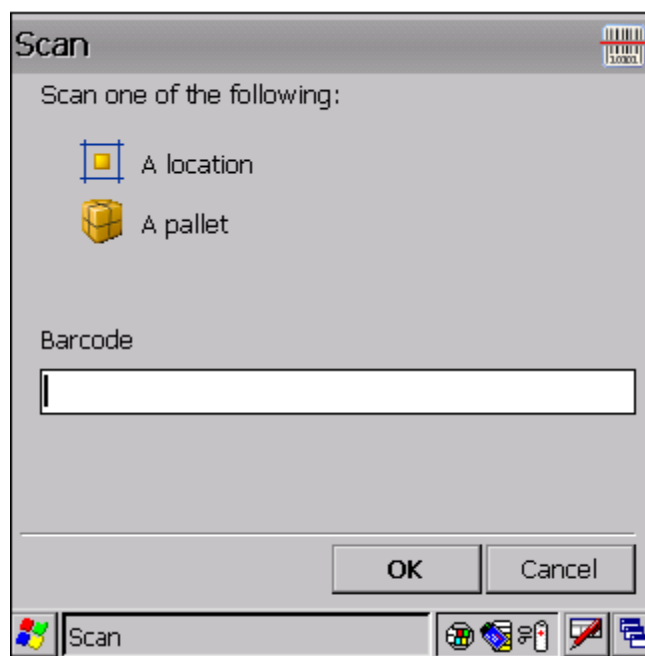 Scan
Scan one of the following:
A location
A pallet
Barcode
OK
Cancel
Scan